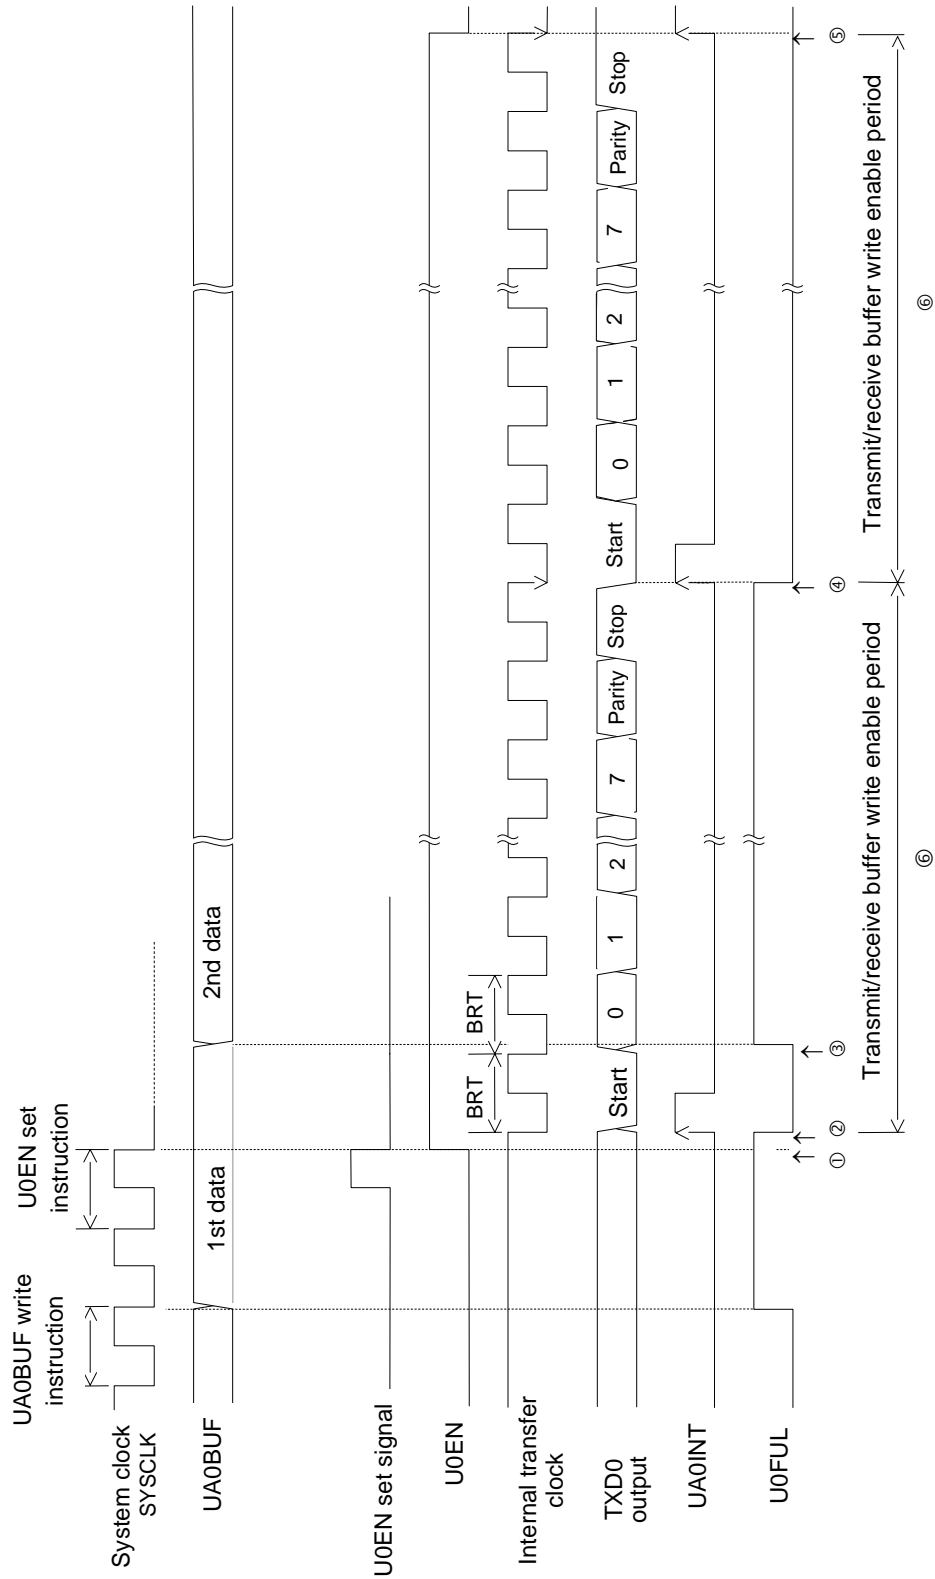 UA0BUF write
instruction
U0EN set
instruction
System clock
SYSCLK
UA0BUF
1st data
2nd data
U0EN set signal
U0EN
BRT
BRT
Internal transfer
clock
TXD0
output
Start
0
1
2
7
Parity
Stop
Start
0
1
2
7
Parity
Stop
UA0INT
U0FUL
①
②
③
④
⑤
Transmit/receive buffer write enable period
Transmit/receive buffer write enable period
⑥
⑥